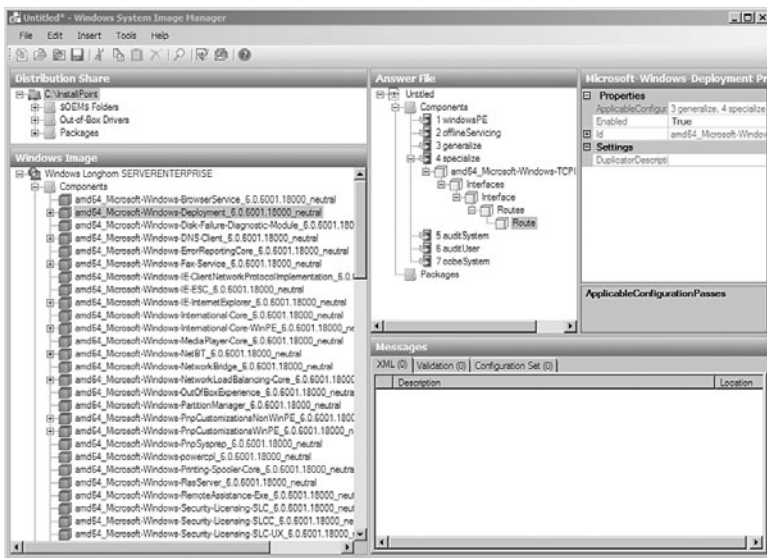 Untitled* - Windows System Image Manager
File Edit Insert Tools Help
Distribution Share
C:\InstallPoint
$OEM$ Folders
Out-of-Box Drivers
Packages
Windows Image
Windows Longhorn SERVERENTERPRISE
Components
amd64_Microsoft-Windows-BrowserService_6.0.6001.18000_neutral
amd64_Microsoft-Windows-Deployment_6.0.6001.18000_neutral
amd64_Microsoft-Windows-Disk-Failure-Diagnostic-Module_6.0.6001.180
amd64_Microsoft-Windows-DNS-Client_6.0.6001.18000_neutral
amd64_Microsoft-Windows-ErrorReportingCore_6.0.6001.18000_neutral
amd64_Microsoft-Windows-Fax-Service_6.0.6001.18000_neutral
amd64_Microsoft-Windows-IE-ClientNetworkProtocolImplementation_6.0.
amd64_Microsoft-Windows-IE-ESC_6.0.6001.18000_neutral
amd64_Microsoft-Windows-IE-InternetExplorer_6.0.6001.18000_neutral
amd64_Microsoft-Windows-International-Core_6.0.6001.18000_neutral
amd64_Microsoft-Windows-International-Core-WinPE_6.0.6001.18000_ne
amd64_Microsoft-Windows-MediaPlayer-Core_6.0.6001.18000_neutral
amd64_Microsoft-Windows-NetBT_6.0.6001.18000_neutral
amd64_Microsoft-Windows-NetworkBridge_6.0.6001.18000_neutral
amd64_Microsoft-Windows-NetworkLoadBalancing-Core_6.0.6001.18000
amd64_Microsoft-Windows-OutOfBoxExperience_6.0.6001.18000_neutral
amd64_Microsoft-Windows-PartitionManager_6.0.6001.18000_neutral
amd64_Microsoft-Windows-PnpCustomizationsNonWinPE_6.0.6001.1800
amd64_Microsoft-Windows-PnpCustomizationsWinPE_6.0.6001.18000_n
amd64_Microsoft-Windows-PnpSysprep_6.0.6001.18000_neutral
amd64_Microsoft-Windows-powercpl_6.0.6001.18000_neutral
amd64_Microsoft-Windows-Printing-Spooler-Core_6.0.6001.18000_neutra
amd64_Microsoft-Windows-RasServer_6.0.6001.18000_neutral
amd64_Microsoft-Windows-RemoteAssistance-Exe_6.0.6001.18000_neut
amd64_Microsoft-Windows-Security-Licensing-SLC_6.0.6001.18000_neut
amd64_Microsoft-Windows-Security-Licensing-SLCC_6.0.6001.18000_ne
amd64_Microsoft-Windows-Security-Licensing-SLC-UX_6.0.6001.18000_
Answer File
Untitled
Components
1 windowsPE
2 offlineServicing
3 generalize
4 specialize
amd64_Microsoft-Windows-TCPI
Interfaces
Interface
Routes
Route
5 auditSystem
6 auditUser
7 oobeSystem
Packages
Microsoft-Windows-Deployment Pr
Properties
ApplicableConfigur 3 generalize, 4 specialize
Enabled True
Id amd64_Microsoft-Window
Settings
DuplicatorDescripti
ApplicableConfigurationPasses
Messages
XML (0) Validation (0) Configuration Set (0)
Description Location